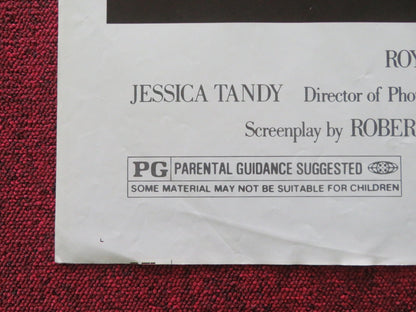 ROY
JESSICA TANDY Director of Pho
Screenplay by ROBER
PG PARENTAL GUIDANCE SUGGESTED
SOME MATERIAL MAY NOT BE SUITABLE FOR CHILDREN